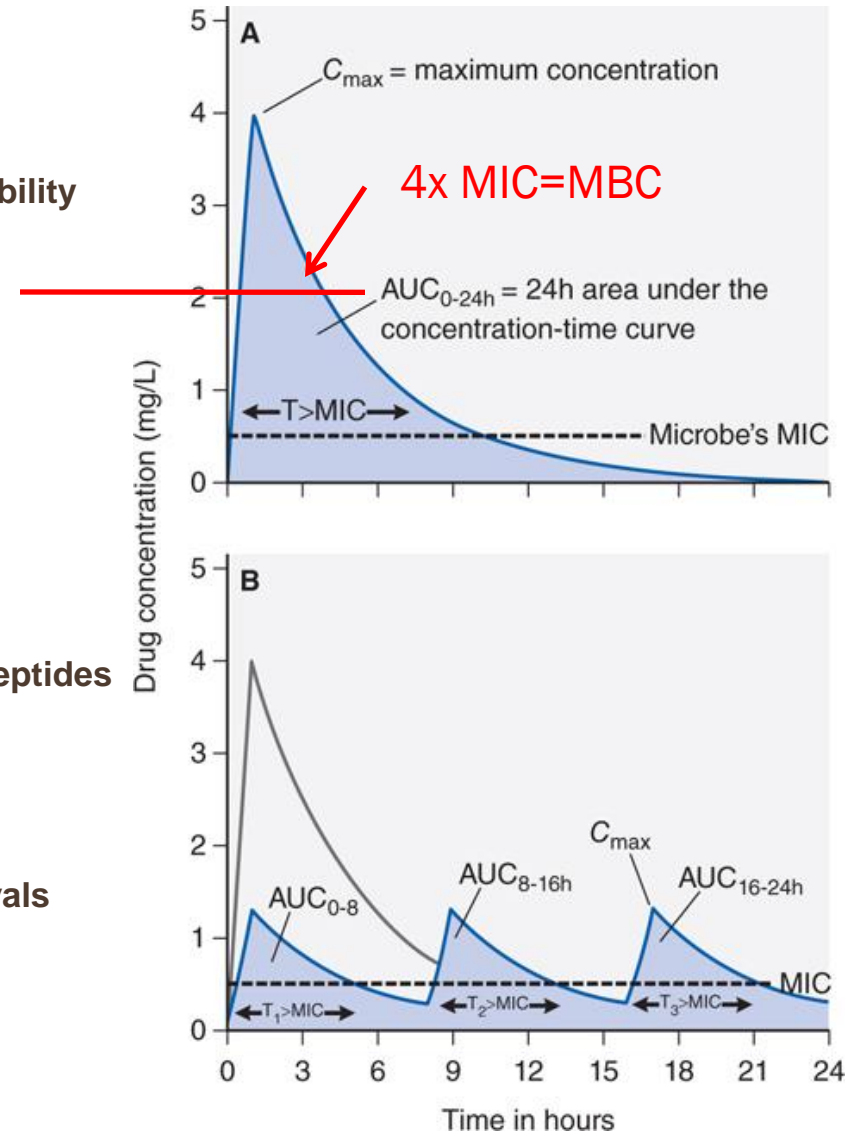 bility
eptides
vals
Drug concentration (mg/L)
5
4
3
2
1
0
A
Cmax = maximum concentration
4x MIC=MBC
AUC0-24h = 24h area under the
concentration-time curve
T>MIC
Microbe's MIC
5
4
3
2
1
0
B
Cmax
AUC0-8
AUC8-16h
AUC16-24h
MIC
T1>MIC
T2>MIC
T3>MIC
0 3 6 9 12 15 18 21 24
Time in hours